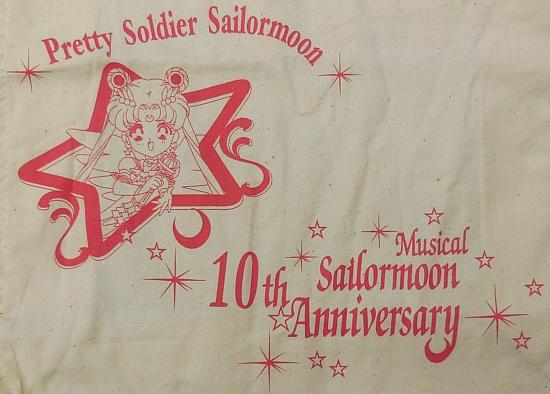 Pretty Soldier Sailormoon
Musical
Sailormoon
10th Anniversary